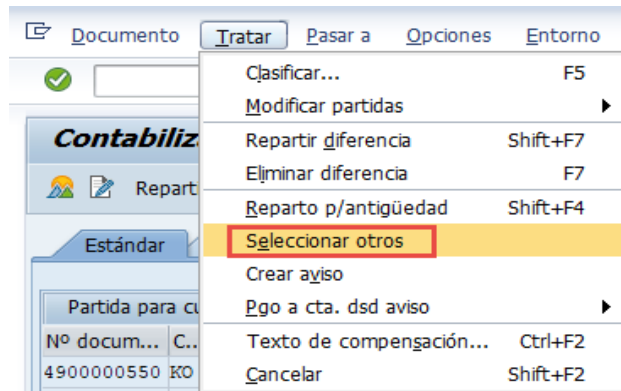 Documento Tratar Pasar a Opciones Entorno
Clasificar... F5
Modificar partidas
Contabiliz
Repartir diferencia Shift+F7
Eliminar diferencia F7
Repart
Reparto p/antigüedad Shift+F4
Estándar
Seleccionar otros
Crear aviso
Partida para cu
Pgo a cta. dsd aviso
Nº docum... C..
Texto de compensación... Ctrl+F2
4900000550 KO
Cancelar Shift+F2